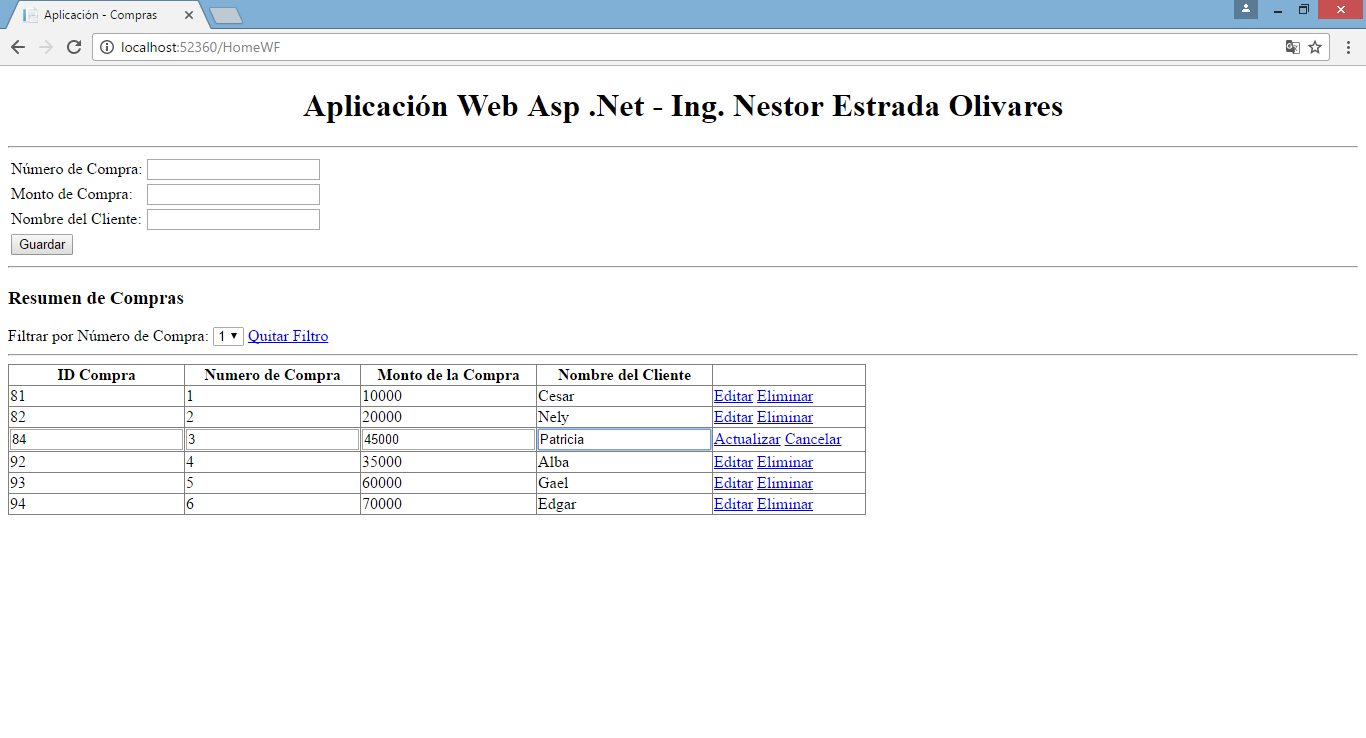 Aplicación - Compras
localhost:52360/HomeWF
Aplicación Web Asp .Net - Ing. Nestor Estrada Olivares
Número de Compra:
Monto de Compra:
Nombre del Cliente:
Guardar
Resumen de Compras
Filtrar por Número de Compra: 1 Quitar Filtro
ID Compra Numero de Compra Monto de la Compra Nombre del Cliente
81 1 10000 Cesar Editar Eliminar
82 2 20000 Nely Editar Eliminar
84 3 45000 Patricia Actualizar Cancelar
92 4 35000 Alba Editar Eliminar
93 5 60000 Gael Editar Eliminar
94 6 70000 Edgar Editar Eliminar